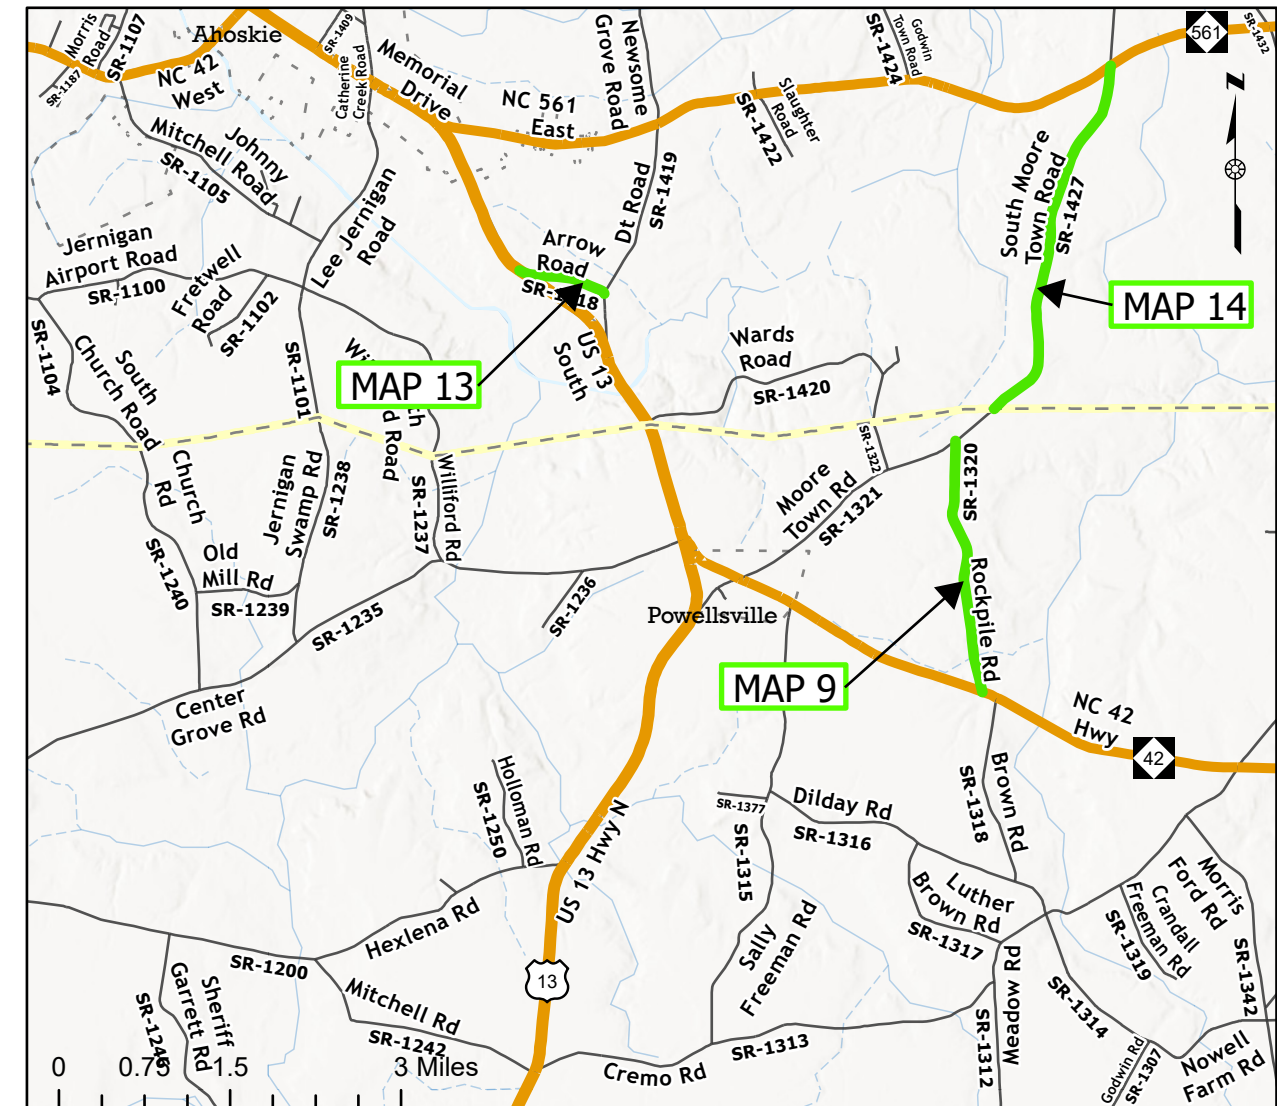 Morris
Road
SR-1187
SR-1107
Ahoskie
NC 42
West
SR-1409
Catherine
Creek Road
Memorial
Drive
NC 561
East
Newsome
Grove Road
SR-1424
Godwin
Town Road
561
SR-1432
Slaughter
Road
SR-1422
Johnny
Mitchell Road
SR-1105
Lee Jernigan
Road
Dt Road
SR-1419
South Moore
Town Road
SR-1427
Jernigan
Airport Road
SR-1100
Fretwell
Road
SR-1102
Arrow
Road
MAP 14
MAP 13
US 13
South
Wards
Road
SR-1420
SR-1104
South
Church Road
SR-1101
SR-1322
Church
Rd
Jernigan
Swamp Rd
SR-1238
SR-1237
Williford Rd
Moore
Town Rd
SR-1321
SR-1320
Rockpile Rd
SR-1240
Old
Mill Rd
SR-1239
SR-1235
SR-1236
Powellsville
MAP 9
Center
Grove Rd
NC 42
Hwy
42
Holloman Rd
SR-1250
US 13 Hwy N
SR-1377
Dilday Rd
SR-1316
SR-1318
Brown Rd
SR-1315
Luther
Brown Rd
SR-1317
Morris
Ford Rd
Crandall
Freeman Rd
SR-1319
SR-1342
Hexlena Rd
SR-1200
Sally
Freeman Rd
Meadow Rd
SR-1314
13
Sheriff
Garrett Rd
Mitchell Rd
SR-1242
SR-1313
Cremo Rd
SR-1312
Godwin Rd
SR-1307
Nowell
Farm Rd
0 0.75 1.5 3 Miles